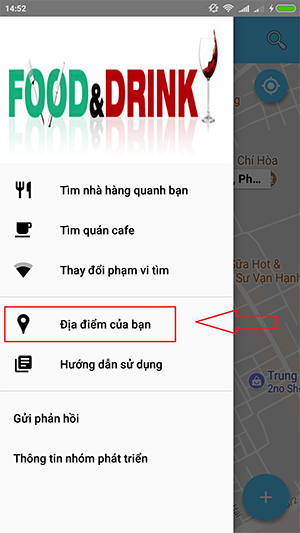 14:52
FOOD&DRINK
Tìm nhà hàng quanh bạn
Tìm quán cafe
Thay đổi phạm vi tìm
Địa điểm của bạn
Hướng dẫn sử dụng
Gửi phản hồi
Thông tin nhóm phát triển
ng
Chí Hòa
, Ph...
Sữa Hot &
Sư Vạn Hạnh
Trung
2no Sho